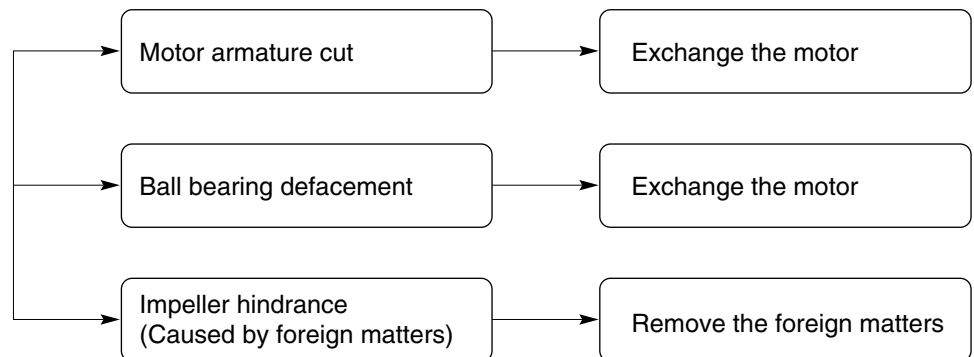 Motor armature cut
Exchange the motor
Ball bearing defacement
Exchange the motor
Impeller hindrance
(Caused by foreign matters)
Remove the foreign matters